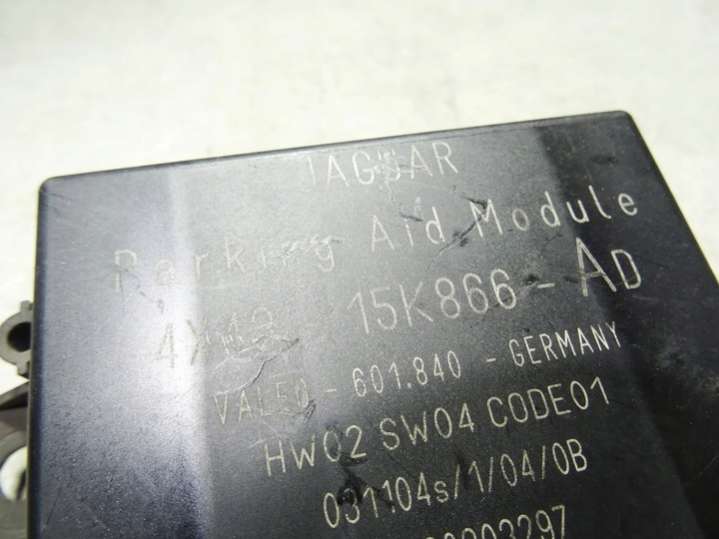 JAGUAR
Parking Aid Module
15K866-AD
VALEO - 601.840 - GERMANY
HW02 SW04 CODE01
031104s/1/04/0B